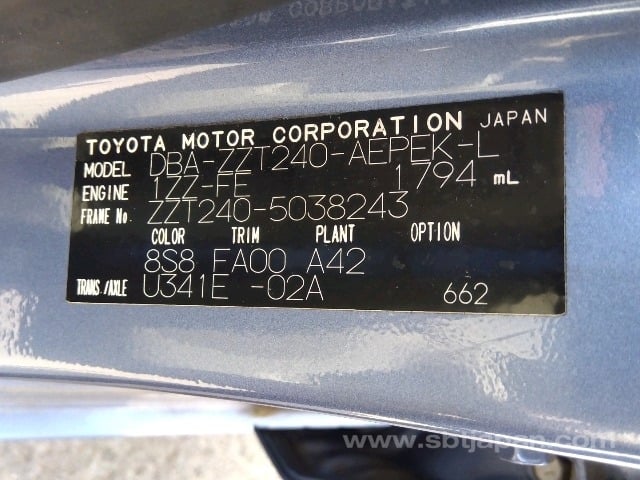 TOYOTA MOTOR CORPORATION JAPAN
MODEL DBA-ZZT240-AEPEK-L
ENGINE 1ZZ-FE 1794 mL
FRAME No. ZZT240-5038243
COLOR TRIM PLANT OPTION
8S8 FA00 A42
TRANS./AXLE U341E -02A 662
www.sbtjapan.com